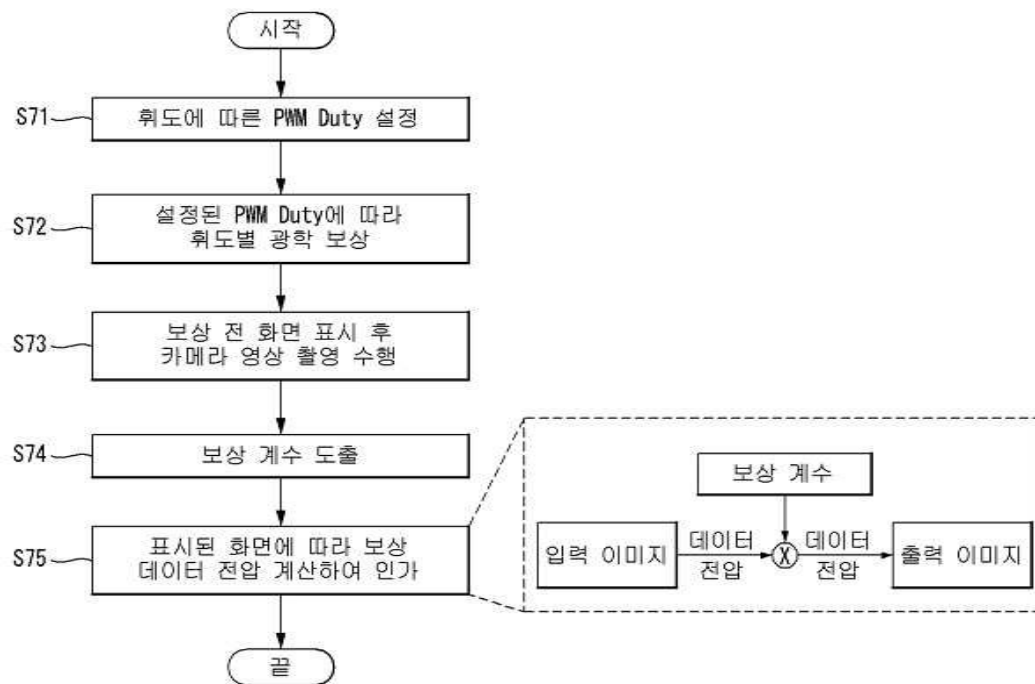 시작
S71
휘도에 따른 PWM Duty 설정
S72
설정된 PWM Duty에 따라
휘도별 광학 보상
S73
보상 전 화면 표시 후
카메라 영상 촬영 수행
S74
보상 계수 도출
S75
표시된 화면에 따라 보상
데이터 전압 계산하여 인가
끝
보상 계수
입력 이미지
데이터
전압
X
데이터
전압
출력 이미지